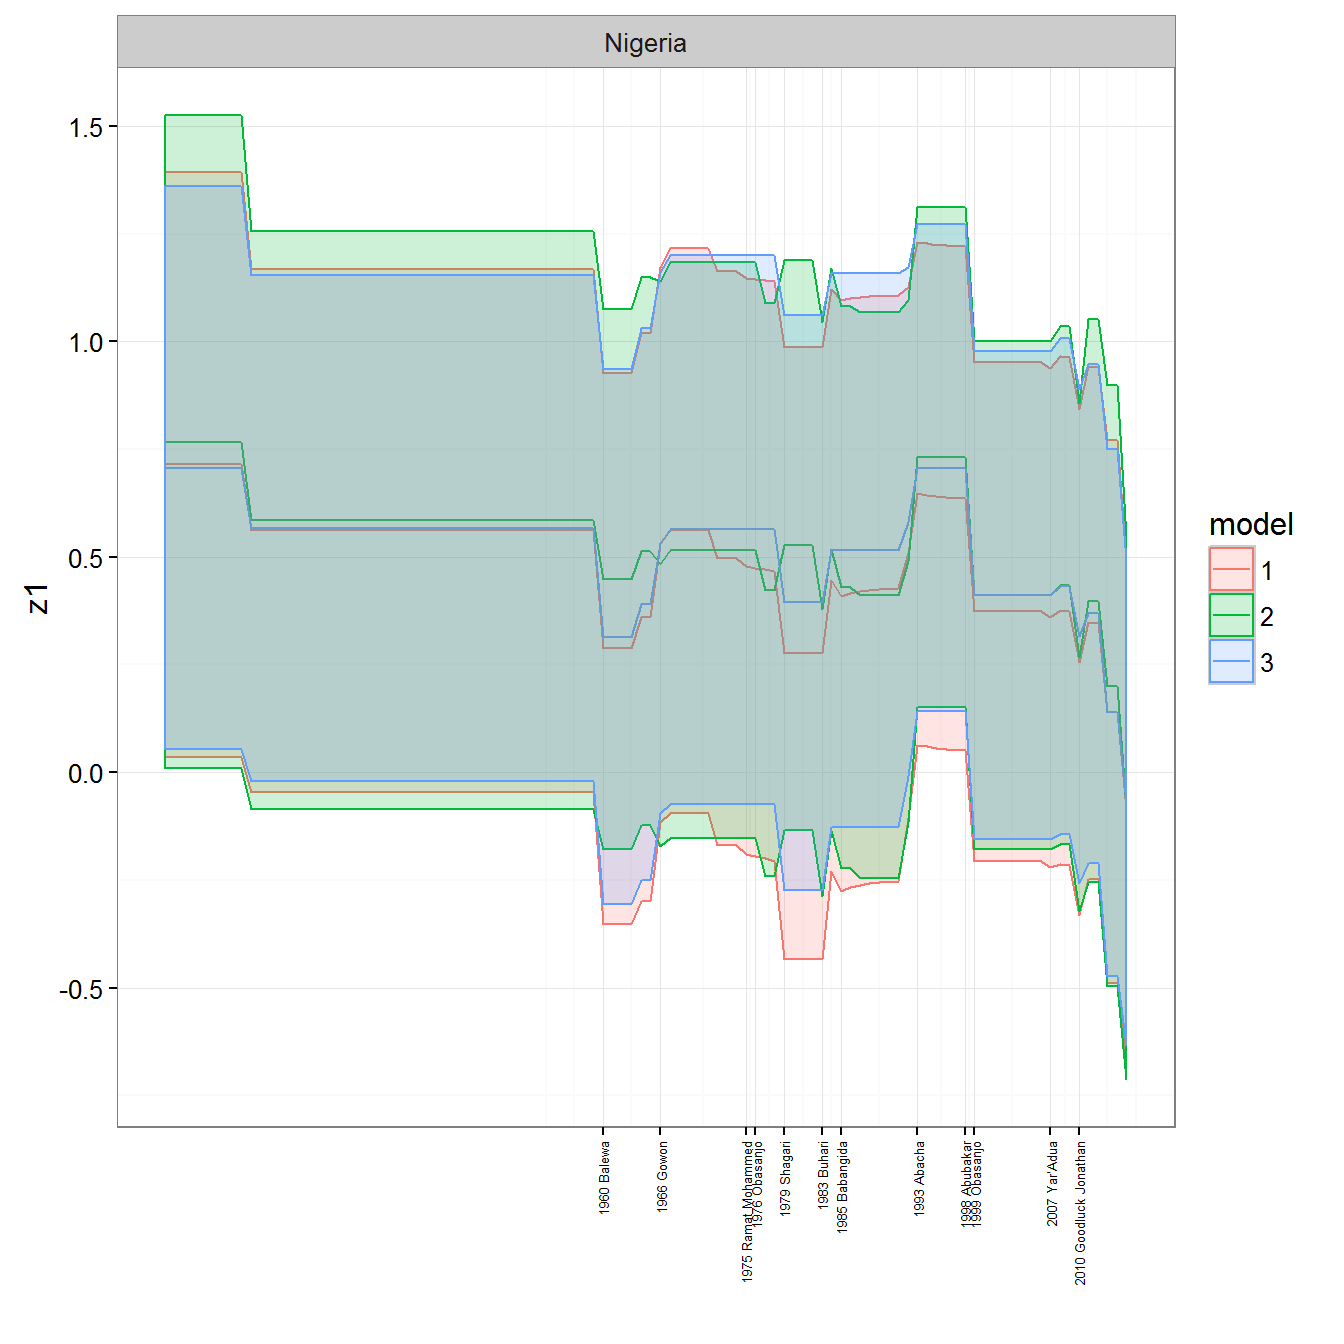 Nigeria
1.5
1.0
0.5
0.0
-0.5
z1
model
1
2
3
1960 Balewa
1966 Gowon
1975 Ramat Mohammed
1976 Obasanjo
1979 Shagari
1983 Buhari
1985 Babangida
1993 Abacha
1998 Abubakar
1999 Obasanjo
2007 Yar'Adua
2010 Goodluck Jonathan